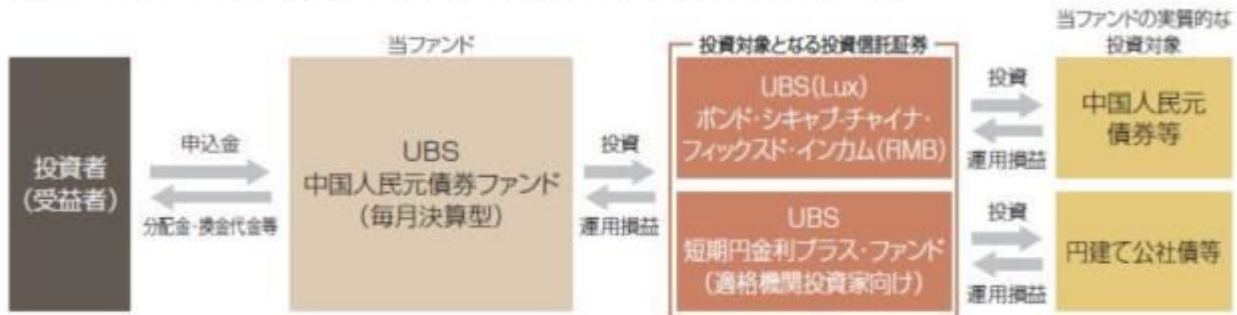 当ファンド
投資対象となる投資信託証券
当ファンドの実質的な
投資対象
投資者
(受益者)
申込金
分配金・換金代金等
UBS
中国人民元債券ファンド
(毎月決算型)
投資
運用損益
UBS(Lux)
ボンド・シキャブ-チャイナ・
フィックスド・インカム(RMB)
投資
運用損益
中国人民元
債券等
UBS
短期円金利プラス・ファンド
(適格機関投資家向け)
投資
運用損益
円建て公社債等